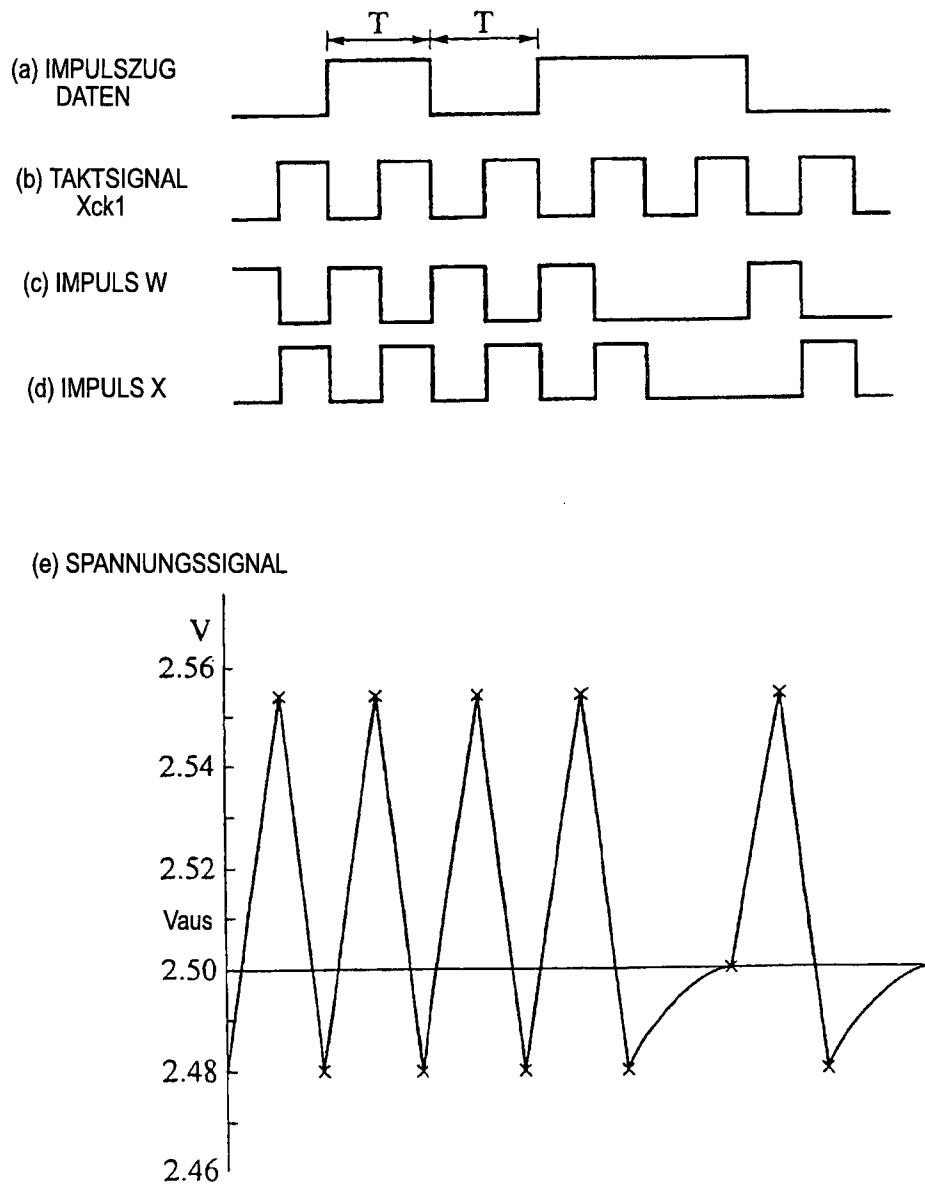 T T
(a) IMPULSZUG
DATEN
(b) TAKTSIGNAL
Xck1
(c) IMPULS W
(d) IMPULS X
(e) SPANNUNGSSIGNAL
V
2.56
2.54
2.52
Vaus
2.50
2.48
2.46